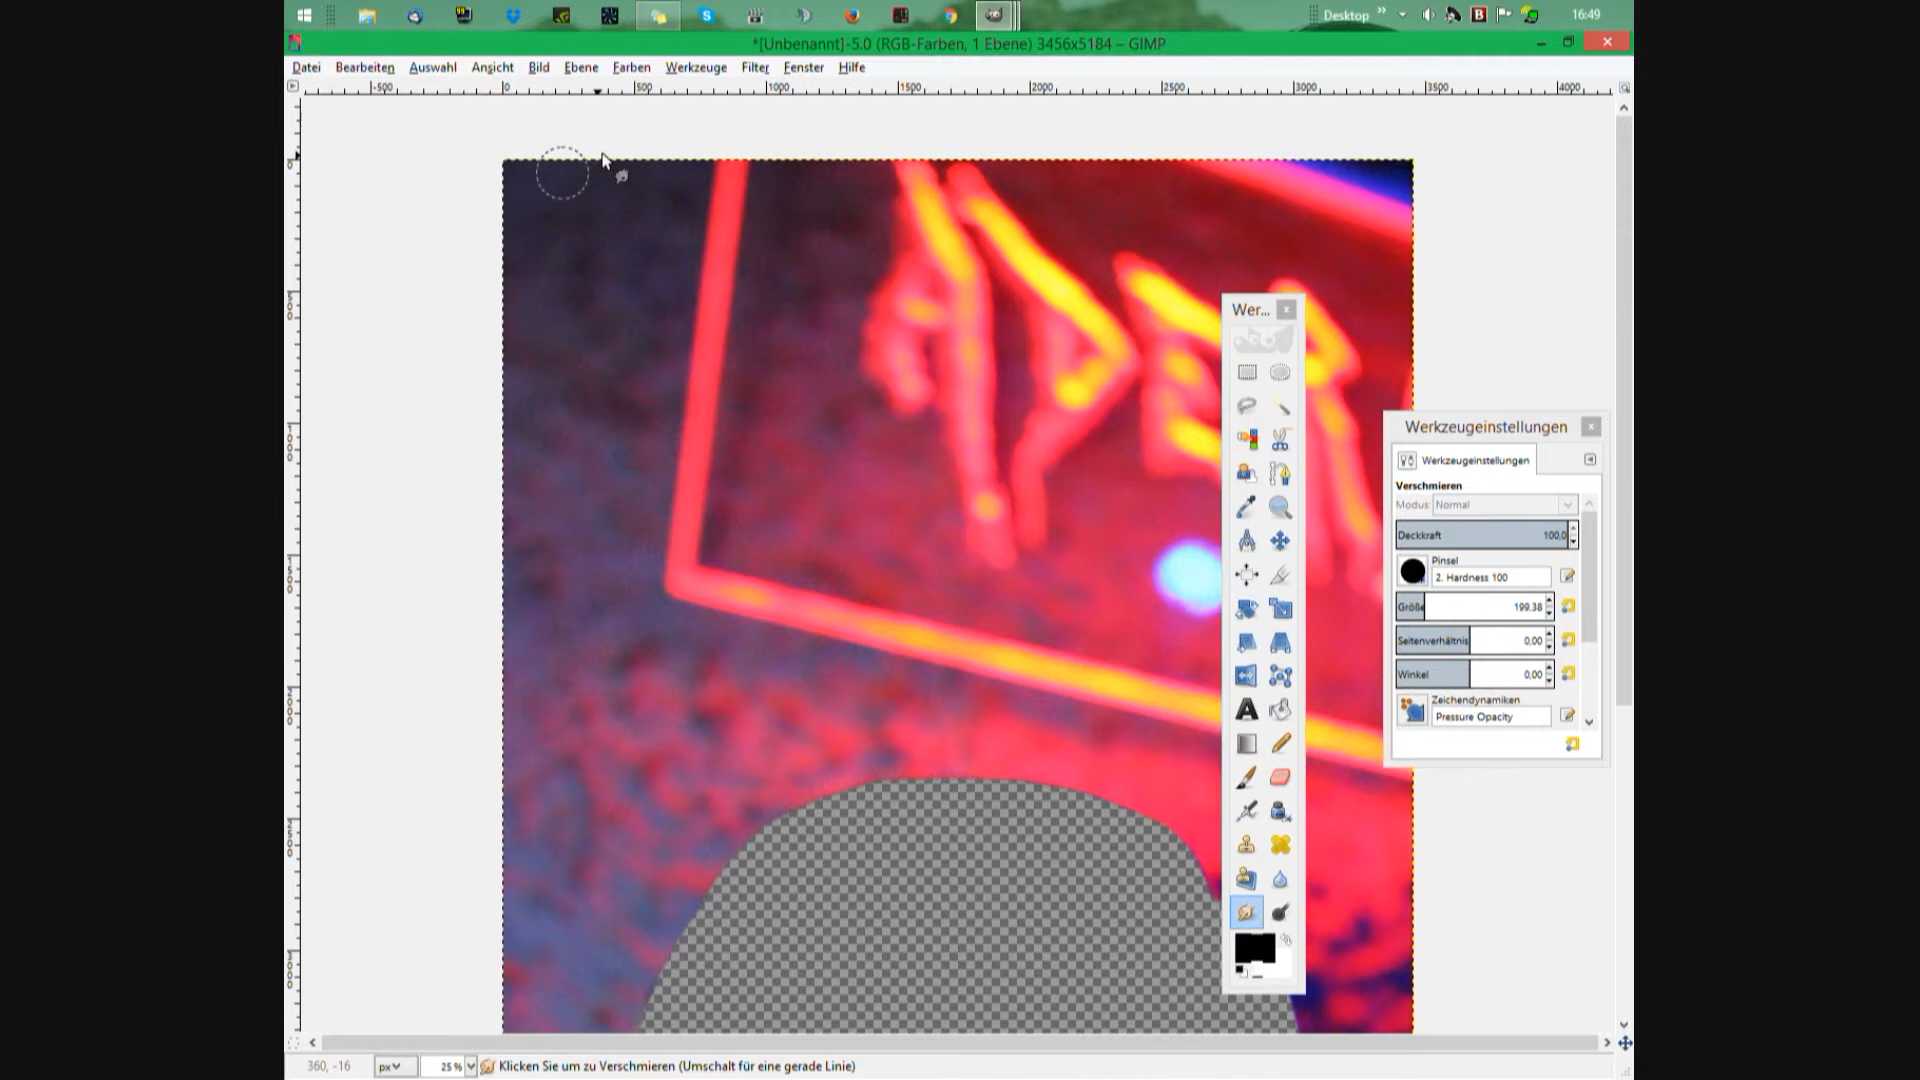 Desktop
16:49
*[Unbenannt]-5.0 (RGB-Farben, 1 Ebene) 3456x5184 – GIMP
Datei Bearbeiten Auswahl Ansicht Bild Ebene Farben Werkzeuge Filter Fenster Hilfe
-500 0 500 1000 1500 2000 2500 3000 3500 4000
Wer...
Werkzeugeinstellungen
Werkzeugeinstellungen
Verschmieren
Modus: Normal
Deckkraft 100,0
Pinsel
2. Hardness 100
Größe 199.38
Seitenverhältnis 0,00
Winkel 0,00
Zeichendynamiken
Pressure Opacity
360, -16 px 25 % Klicken Sie um zu Verschmieren (Umschalt für eine gerade Linie)